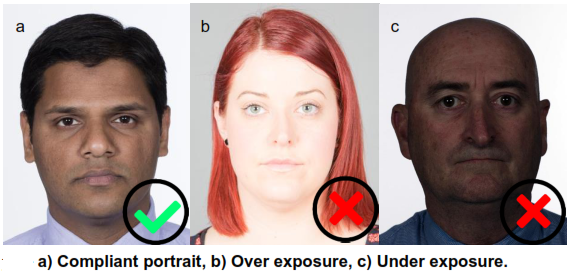 a
b
c
a) Compliant portrait, b) Over exposure, c) Under exposure.